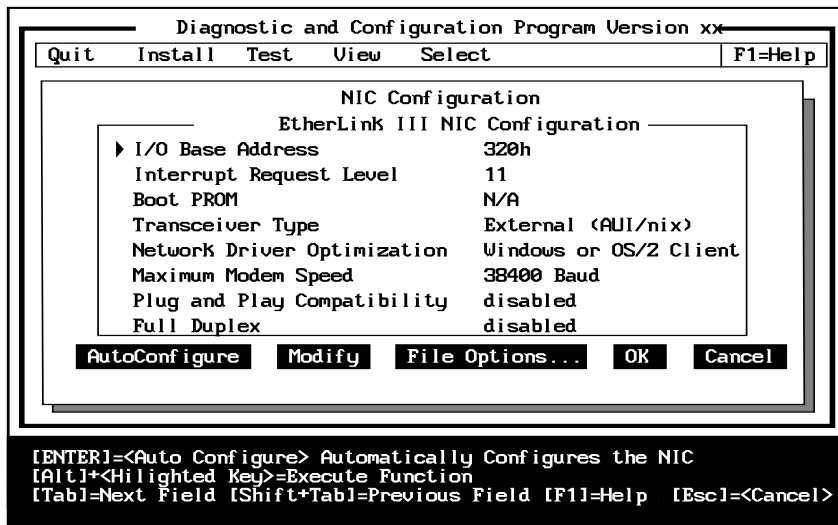 Diagnostic and Configuration Program Version xx
Quit Install Test View Select F1=Help
NIC Configuration
EtherLink III NIC Configuration
I/O Base Address 320h
Interrupt Request Level 11
Boot PROM N/A
Transceiver Type External (AUI/nix)
Network Driver Optimization Windows or OS/2 Client
Maximum Modem Speed 38400 Baud
Plug and Play Compatibility disabled
Full Duplex disabled
AutoConfigure Modify File Options... OK Cancel
[ENTER]=<Auto Configure> Automatically Configures the NIC
[Alt]+<Hilighted Key>=Execute Function
[Tab]=Next Field [Shift+Tab]=Previous Field [F1]=Help [Esc]=<Cancel>